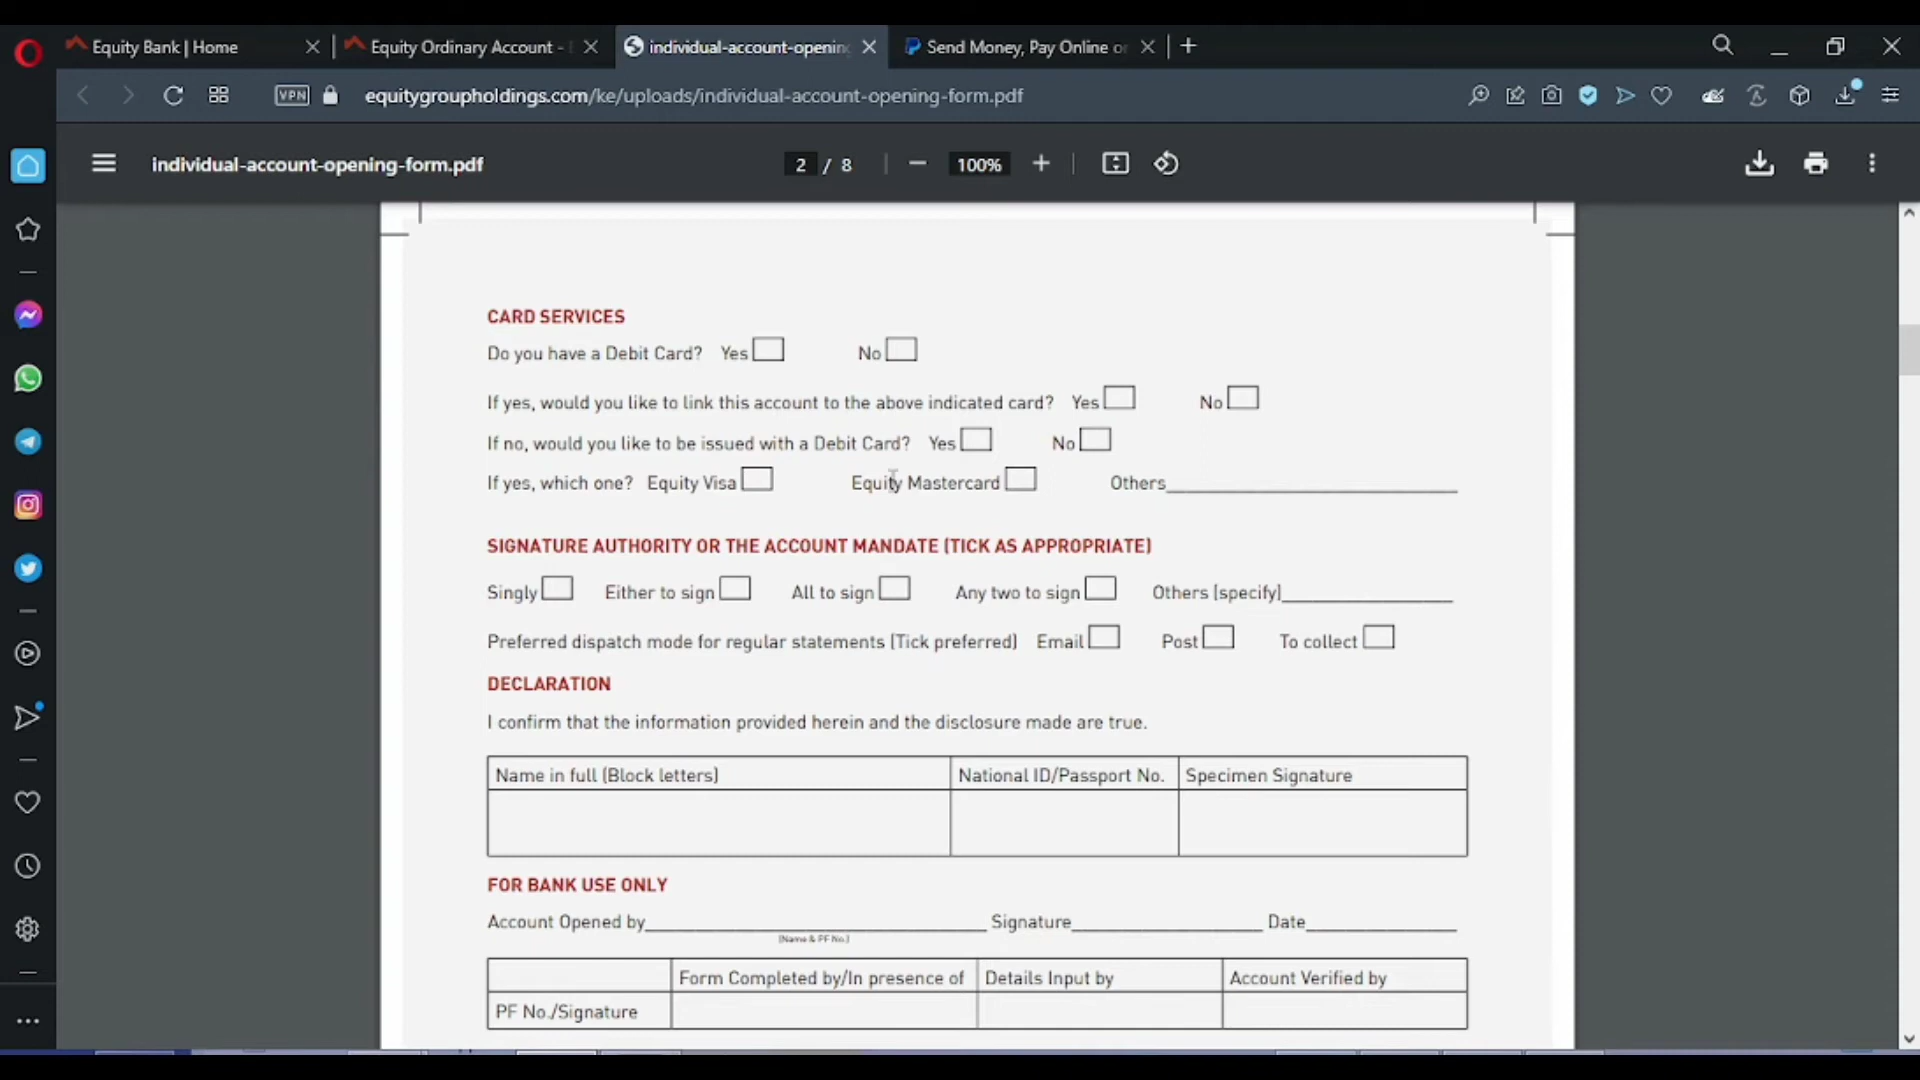 Equity Bank | Home
Equity Ordinary Account -
individual-account-openin
Send Money, Pay Online or
VPN
equitygroupholdings.com/ke/uploads/individual-account-opening-form.pdf
individual-account-opening-form.pdf
2 / 8
100%
CARD SERVICES
Do you have a Debit Card? Yes No
If yes, would you like to link this account to the above indicated card? Yes No
If no, would you like to be issued with a Debit Card? Yes No
If yes, which one? Equity Visa Equity Mastercard Others
SIGNATURE AUTHORITY OR THE ACCOUNT MANDATE (TICK AS APPROPRIATE)
Singly Either to sign All to sign Any two to sign Others (specify)
Preferred dispatch mode for regular statements (Tick preferred) Email Post To collect
DECLARATION
I confirm that the information provided herein and the disclosure made are true.
Name in full (Block letters) National ID/Passport No. Specimen Signature
FOR BANK USE ONLY
Account Opened by Signature Date
(Name & PF No.)
Form Completed by/In presence of Details Input by Account Verified by
PF No./Signature